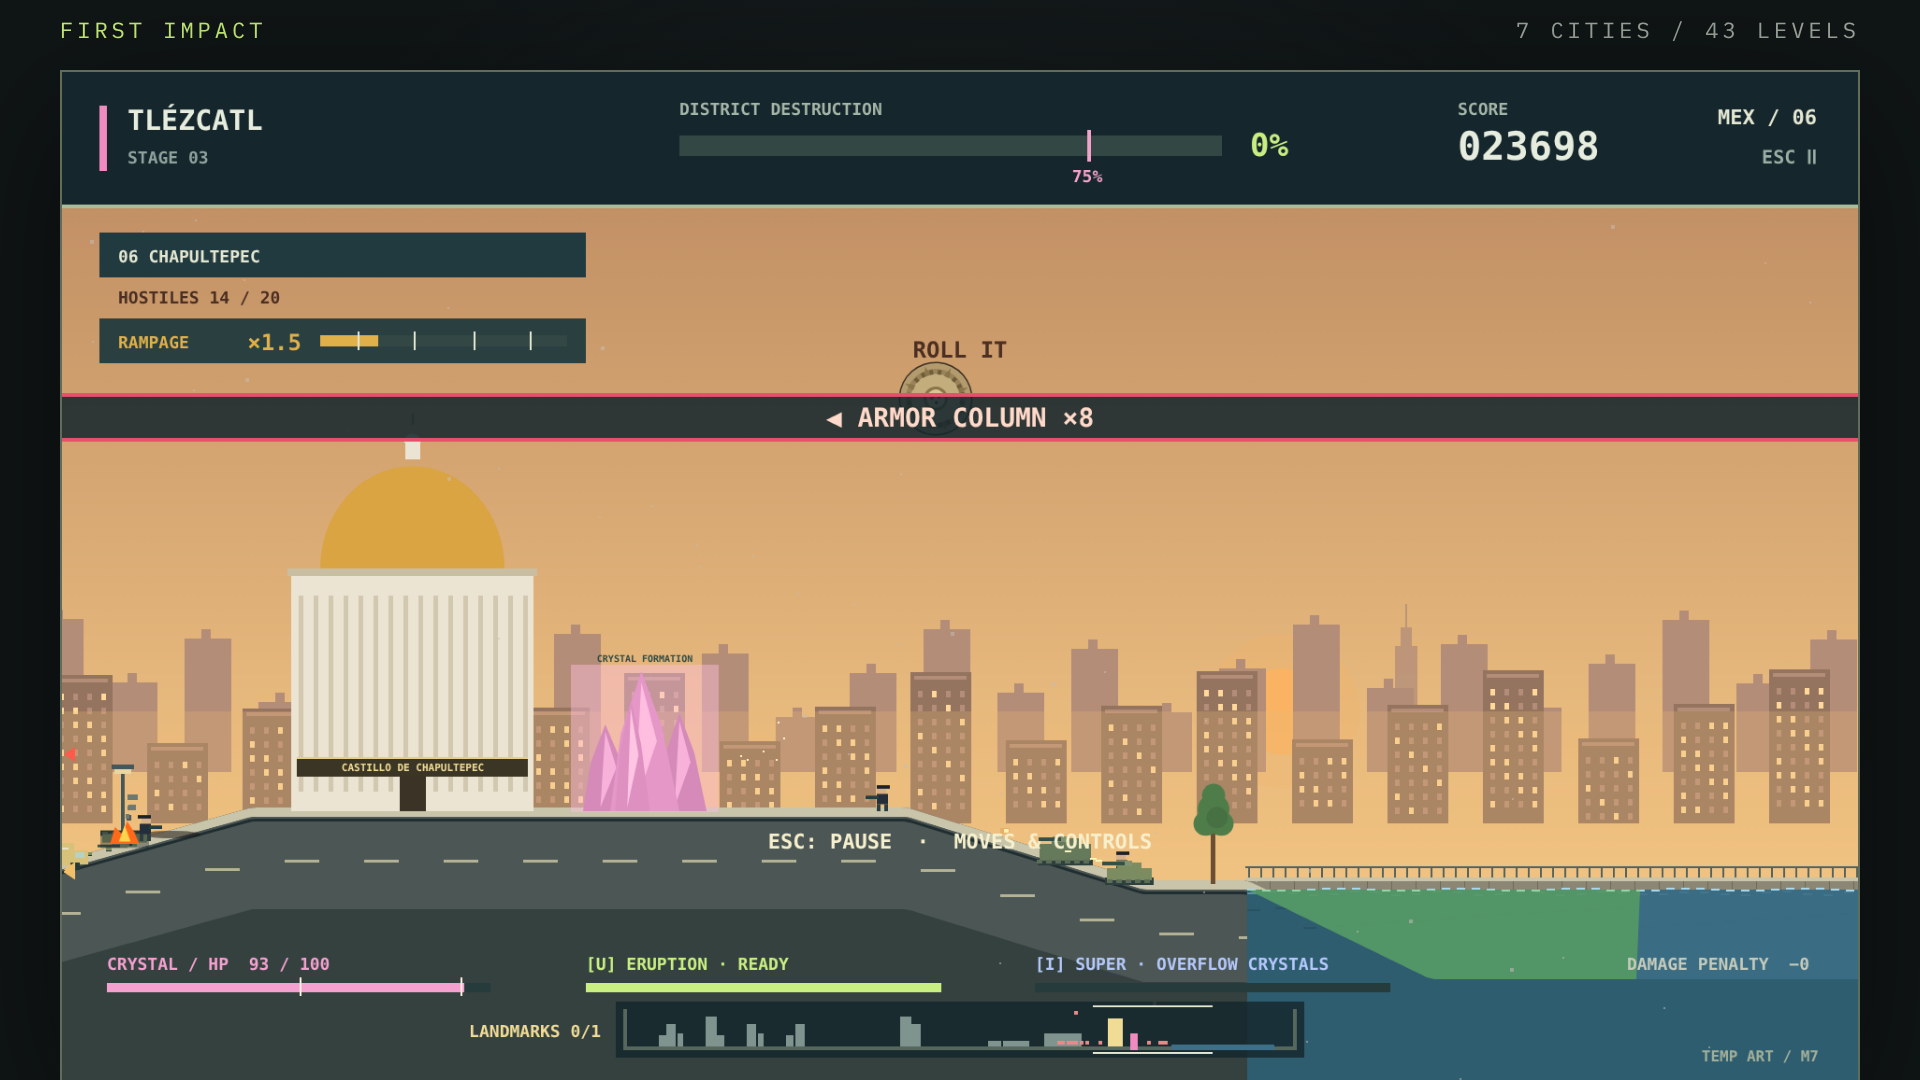 FIRST IMPACT
7 CITIES / 43 LEVELS
TLÉZCATL
STAGE 03
DISTRICT DESTRUCTION
0%
75%
SCORE
023698
MEX / 06
ESC II
06 CHAPULTEPEC
HOSTILES 14 / 20
RAMPAGE ×1.5
ROLL IT
◀ ARMOR COLUMN ×8
CRYSTAL FORMATION
CASTILLO DE CHAPULTEPEC
ESC: PAUSE · MOVES & CONTROLS
CRYSTAL / HP 93 / 100
[U] ERUPTION · READY
[I] SUPER · OVERFLOW CRYSTALS
DAMAGE PENALTY −0
LANDMARKS 0/1
TEMP ART / M7